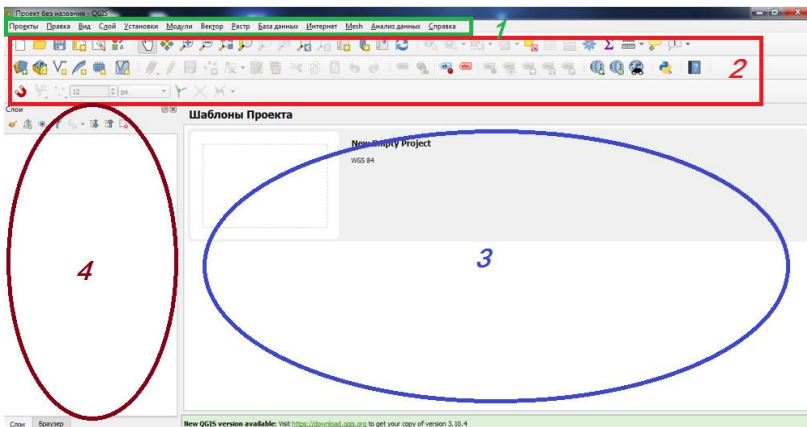 Проект без названия - QGIS
Проекты Правка Вид Слой Установки Модули Вектор Растр База данных Интернет Mesh Анализ данных Справка
1
2
12 px
Слои
Шаблоны Проекта
New Empty Project
WGS 84
3
4
Слои Браузер
New QGIS version available: Visit https://download.qgis.org to get your copy of version 3.10.4